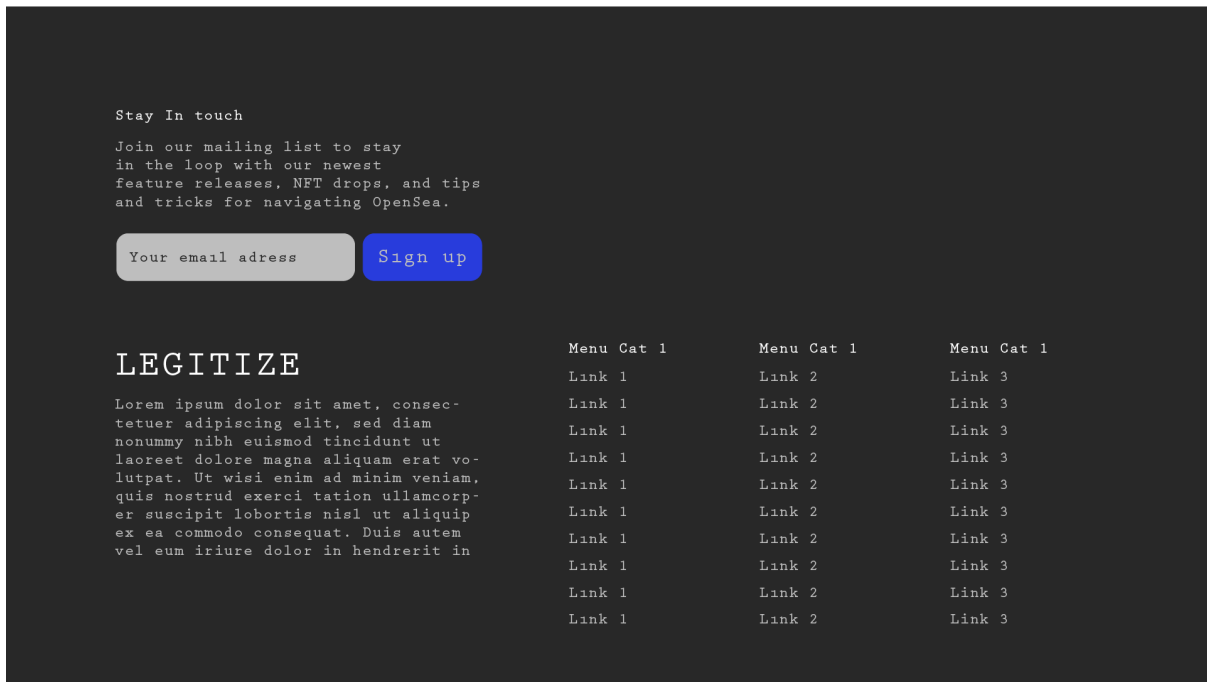 Stay In touch
Join our mailing list to stay
in the loop with our newest
feature releases, NFT drops, and tips
and tricks for navigating OpenSea.
Your email adress
Sign up
LEGITIZE
Lorem ipsum dolor sit amet, consec-
tetuer adipiscing elit, sed diam
nonummy nibh euismod tincidunt ut
laoreet dolore magna aliquam erat vo-
lutpat. Ut wisi enim ad minim veniam,
quis nostrud exerci tation ullamcorp-
er suscipit lobortis nisl ut aliquip
ex ea commodo consequat. Duis autem
vel eum iriure dolor in hendrerit in
Menu Cat 1
Link 1
Link 1
Link 1
Link 1
Link 1
Link 1
Link 1
Link 1
Link 1
Link 1
Menu Cat 1
Link 2
Link 2
Link 2
Link 2
Link 2
Link 2
Link 2
Link 2
Link 2
Link 2
Menu Cat 1
Link 3
Link 3
Link 3
Link 3
Link 3
Link 3
Link 3
Link 3
Link 3
Link 3